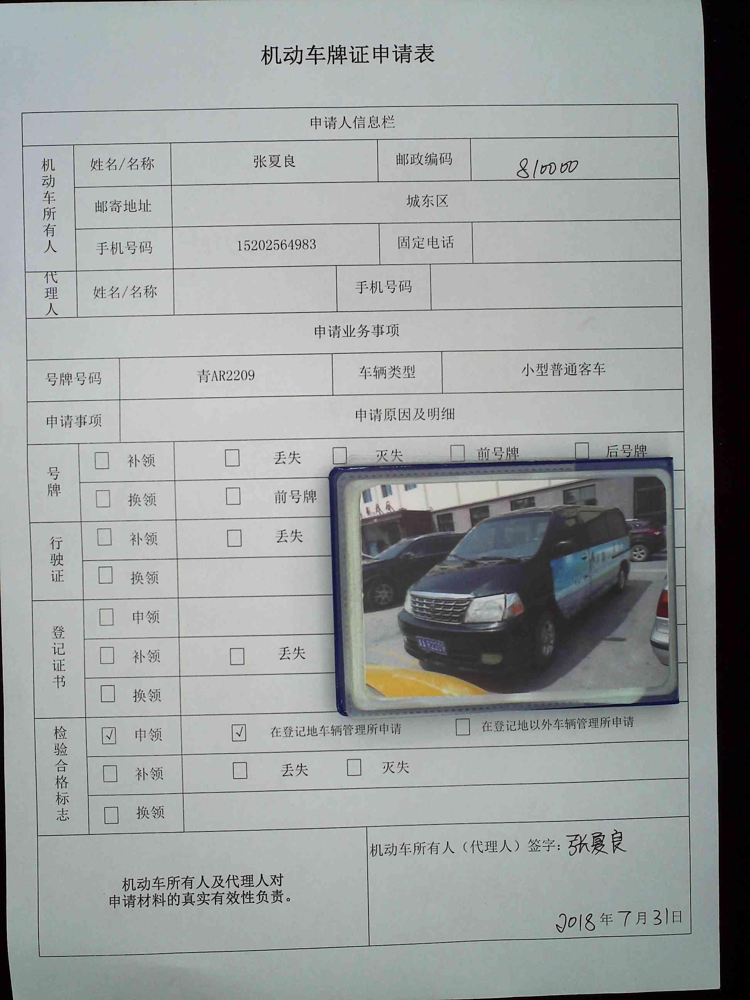 机动车牌证申请表
申请人信息栏
机动车所有人
姓名/名称 张夏良 邮政编码 810000
邮寄地址 城东区
手机号码 15202564983 固定电话
代理人
姓名/名称 手机号码
申请业务事项
号牌号码 青AR2209 车辆类型 小型普通客车
申请事项 申请原因及明细
号牌
□ 补领 □ 丢失 □ 灭失 □ 前号牌 □ 后号牌
□ 换领 □ 前号牌
行驶证
□ 补领 □ 丢失
□ 换领
登记证书
□ 申领
□ 补领 □ 丢失
□ 换领
检验合格标志
☑ 申领 ☑ 在登记地车辆管理所申请 □ 在登记地以外车辆管理所申请
□ 补领 □ 丢失 □ 灭失
□ 换领
机动车所有人及代理人对
申请材料的真实有效性负责。
机动车所有人（代理人）签字：张夏良
2018年7月31日